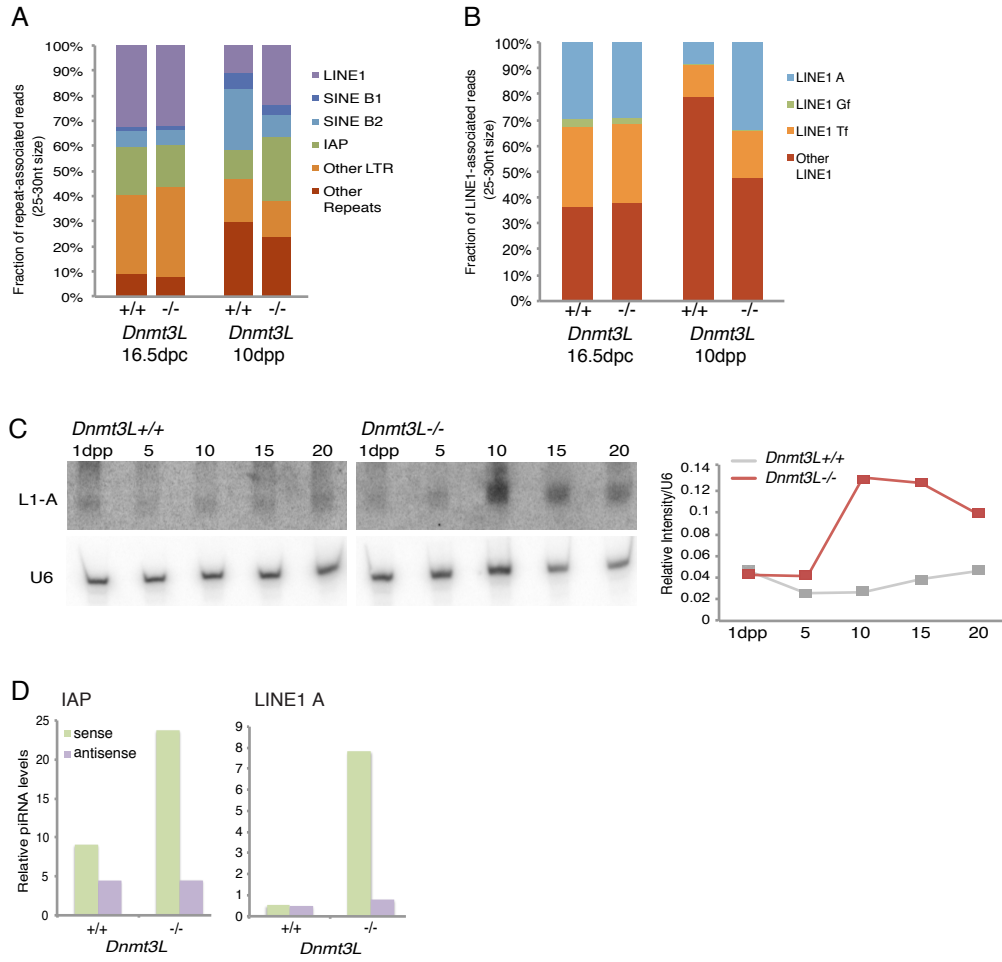 A
100%
90%
80%
70%
60%
50%
40%
30%
20%
10%
0%
Fraction of repeat-associated reads
(25-30nt size)
+/+ -/- +/+ -/-
Dnmt3L Dnmt3L
16.5dpc 10dpp
LINE1
SINE B1
SINE B2
IAP
Other LTR
Other
Repeats
B
100%
90%
80%
70%
60%
50%
40%
30%
20%
10%
0%
Fraction of LINE1-associated reads
(25-30nt size)
+/+ -/- +/+ -/-
Dnmt3L Dnmt3L
16.5dpc 10dpp
LINE1 A
LINE1 Gf
LINE1 Tf
Other
LINE1
C
Dnmt3L+/+
1dpp 5 10 15 20
Dnmt3L-/-
1dpp 5 10 15 20
L1-A
U6
0.14
0.12
0.1
0.08
0.06
0.04
0.02
0
Relative Intensity/U6
Dnmt3L+/+
Dnmt3L-/-
1dpp 5 10 15 20
D
IAP
25
20
15
10
5
0
Relative piRNA levels
sense
antisense
+/+ -/-
Dnmt3L
LINE1 A
9
8
7
6
5
4
3
2
1
0
+/+ -/-
Dnmt3L